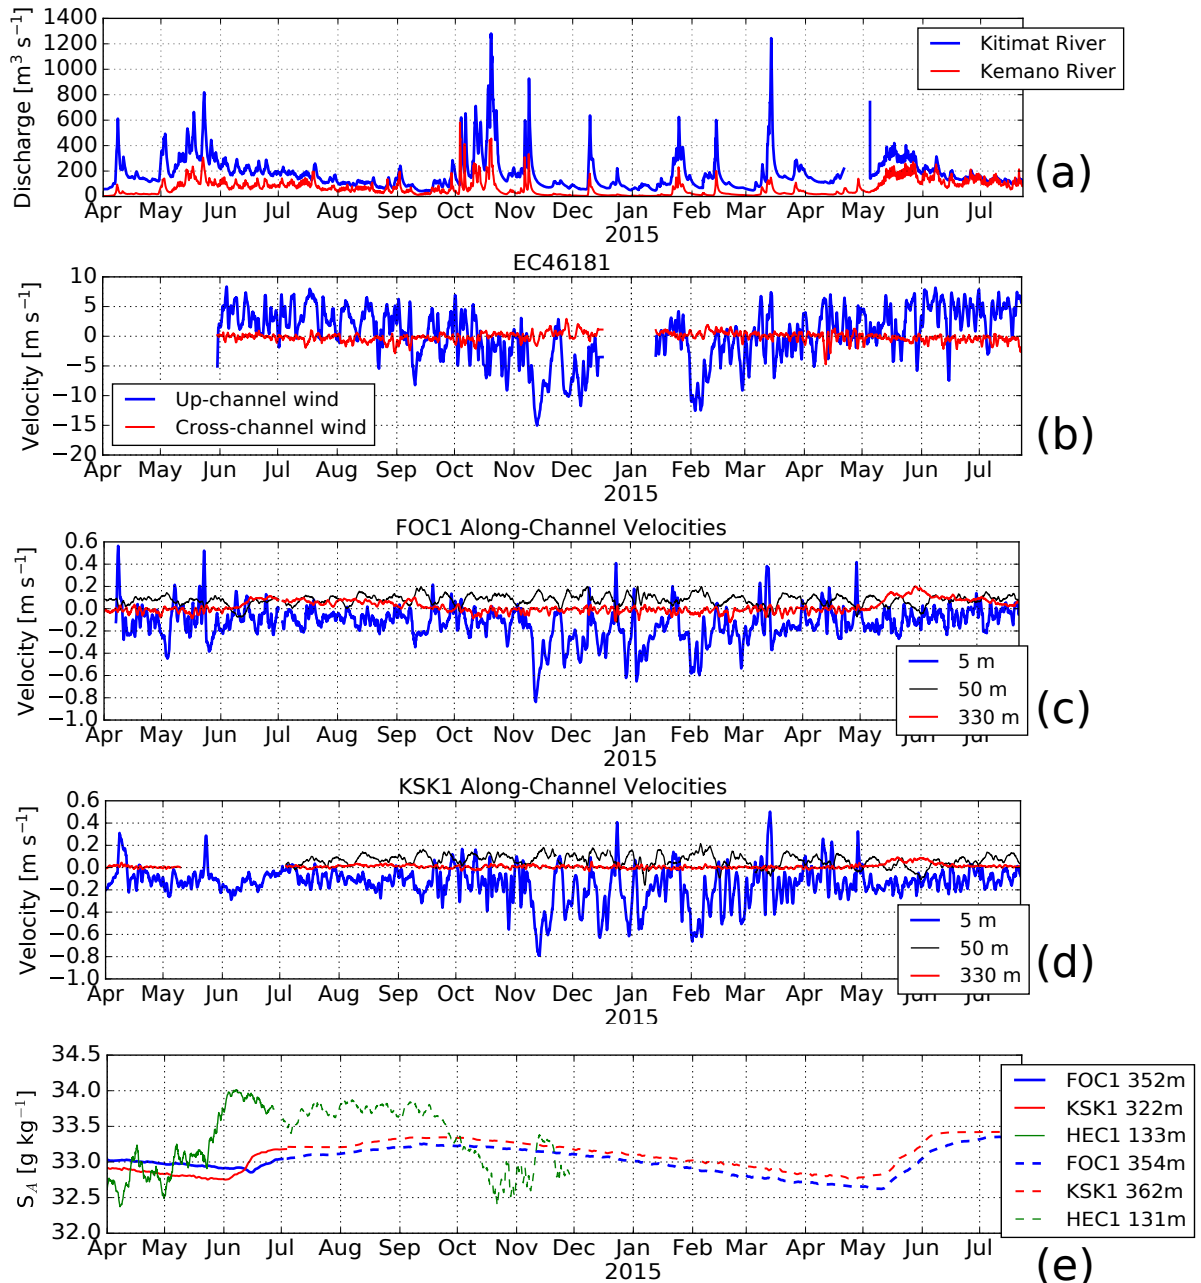 1400
1200
1000
800
600
400
200
0
Discharge [m³ s⁻¹]
Kitimat River
Kemano River
(a)
Apr May Jun Jul Aug Sep Oct Nov Dec Jan Feb Mar Apr May Jun Jul
2015
EC46181
10
5
0
−5
−10
−15
−20
Velocity [m s⁻¹]
Up-channel wind
Cross-channel wind
(b)
Apr May Jun Jul Aug Sep Oct Nov Dec Jan Feb Mar Apr May Jun Jul
2015
FOC1 Along-Channel Velocities
0.6
0.4
0.2
0.0
−0.2
−0.4
−0.6
−0.8
−1.0
Velocity [m s⁻¹]
5 m
50 m
330 m
(c)
Apr May Jun Jul Aug Sep Oct Nov Dec Jan Feb Mar Apr May Jun Jul
2015
KSK1 Along-Channel Velocities
0.6
0.4
0.2
0.0
−0.2
−0.4
−0.6
−0.8
−1.0
Velocity [m s⁻¹]
5 m
50 m
330 m
(d)
Apr May Jun Jul Aug Sep Oct Nov Dec Jan Feb Mar Apr May Jun Jul
2015
34.5
34.0
33.5
33.0
32.5
32.0
S_A [g kg⁻¹]
FOC1 352m
KSK1 322m
HEC1 133m
FOC1 354m
KSK1 362m
HEC1 131m
(e)
Apr May Jun Jul Aug Sep Oct Nov Dec Jan Feb Mar Apr May Jun Jul
2015